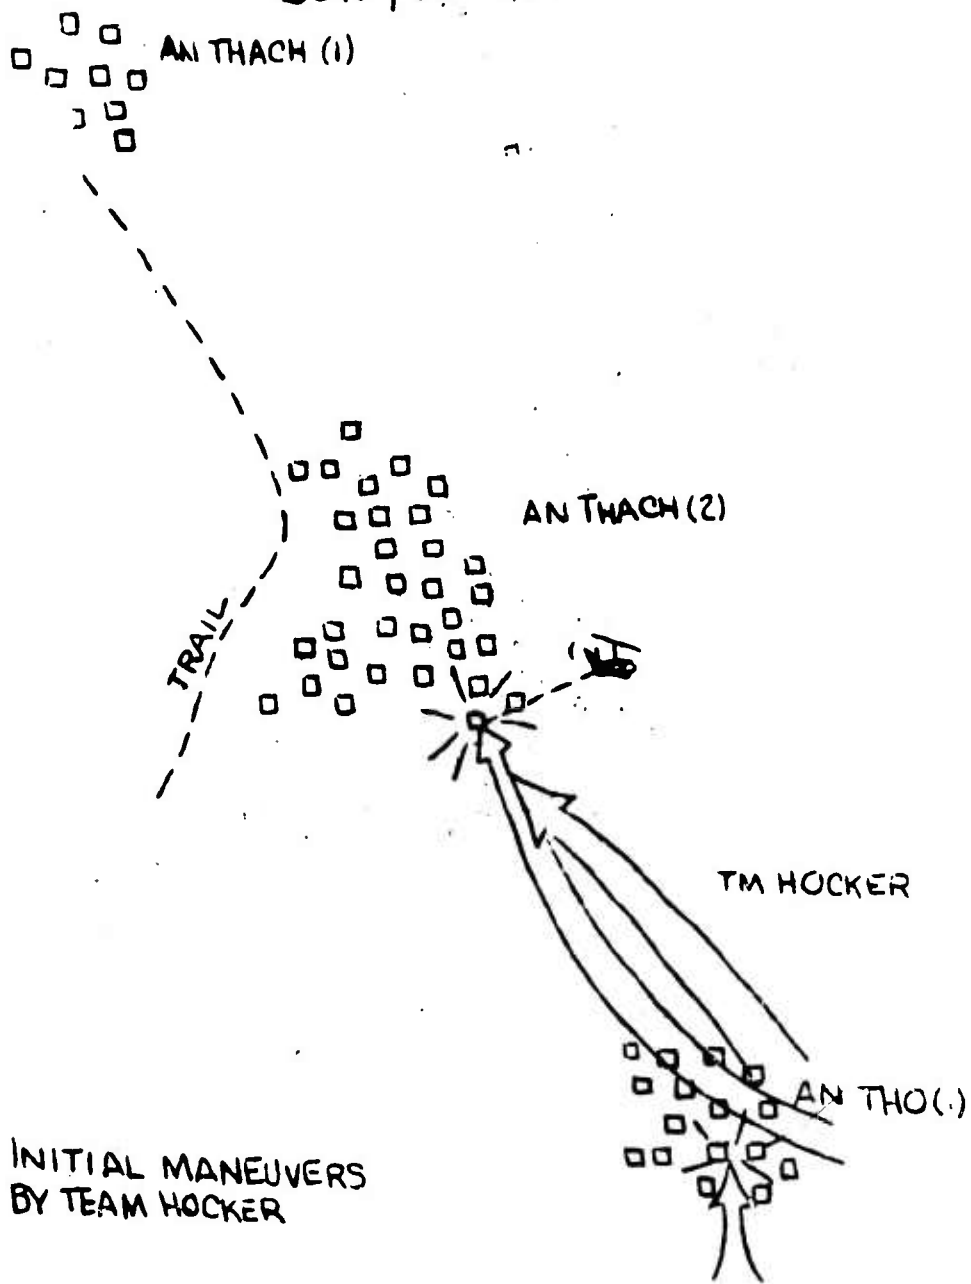 AN THACH (1)
AN THACH (2)
TRAIL
TM HOCKER
AN THO(.)
INITIAL MANEUVERS
BY TEAM HOCKER